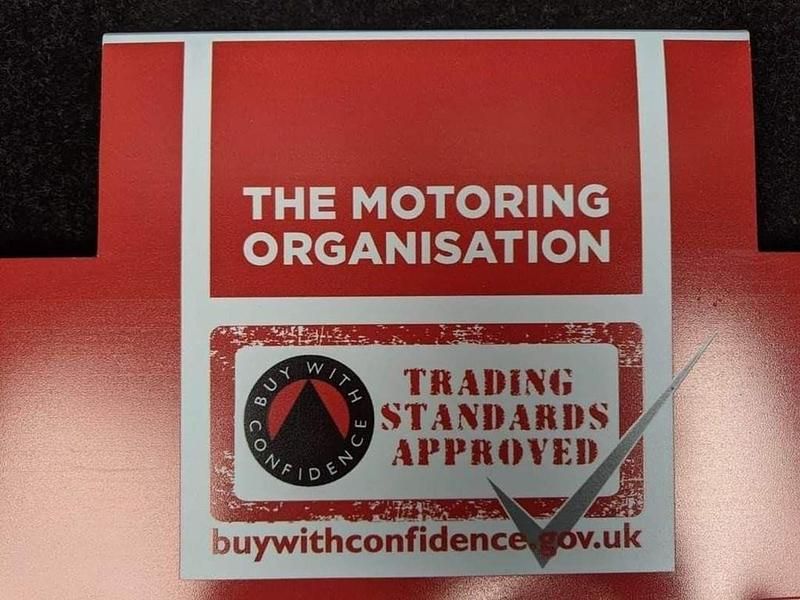 THE MOTORING
ORGANISATION
BUY WITH
CONFIDENCE
TRADING
STANDARDS
APPROVED
buywithconfidence.gov.uk